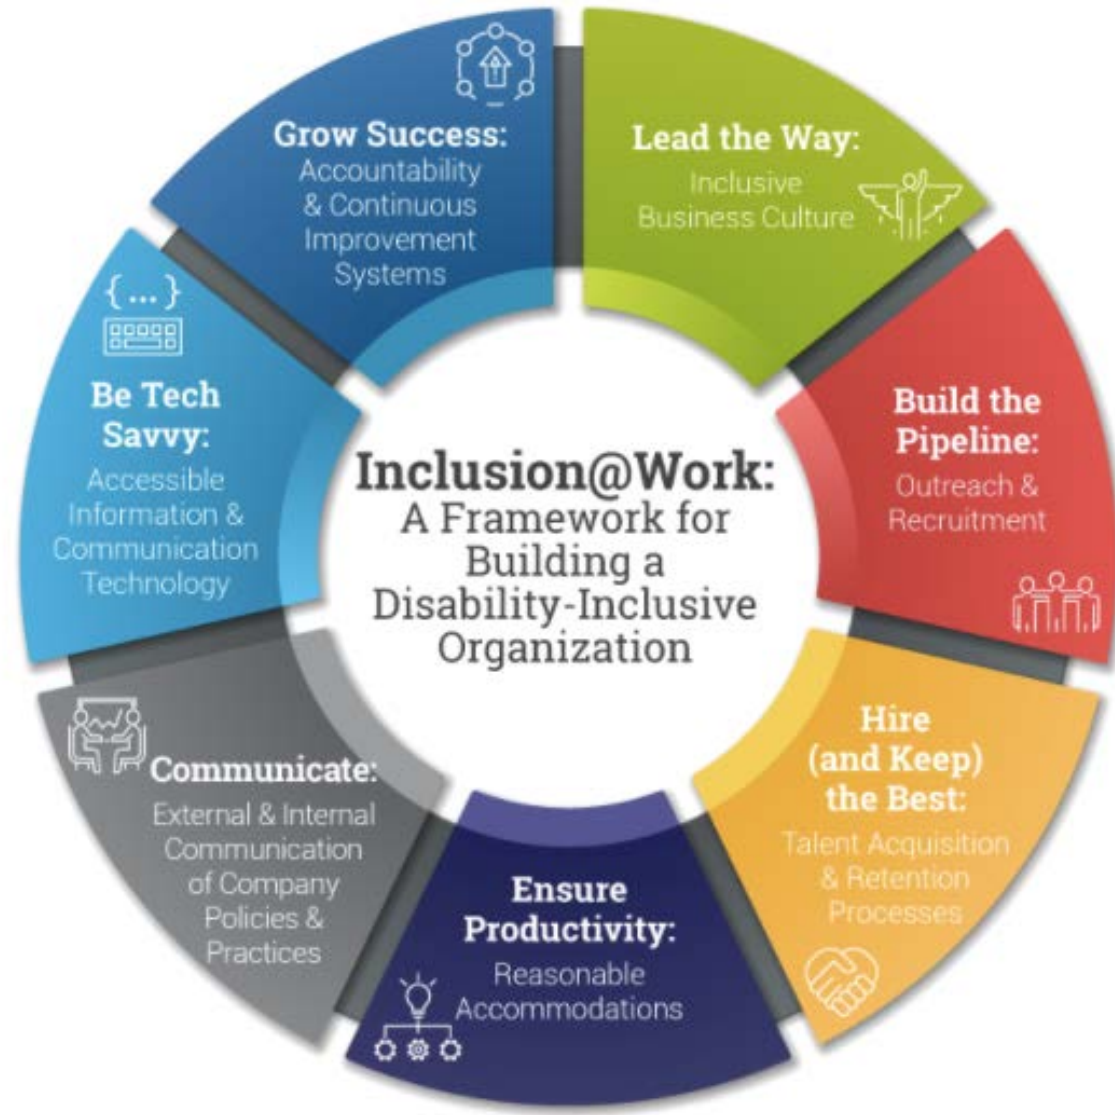 Inclusion@Work:
A Framework for
Building a
Disability-Inclusive
Organization
Lead the Way:
Inclusive
Business Culture
Build the
Pipeline:
Outreach &
Recruitment
Hire
(and Keep)
the Best:
Talent Acquisition
& Retention
Processes
Ensure
Productivity:
Reasonable
Accommodations
Communicate:
External & Internal
Communication
of Company
Policies &
Practices
Be Tech
Savvy:
Accessible
Information &
Communication
Technology
{...}
Grow Success:
Accountability
& Continuous
Improvement
Systems